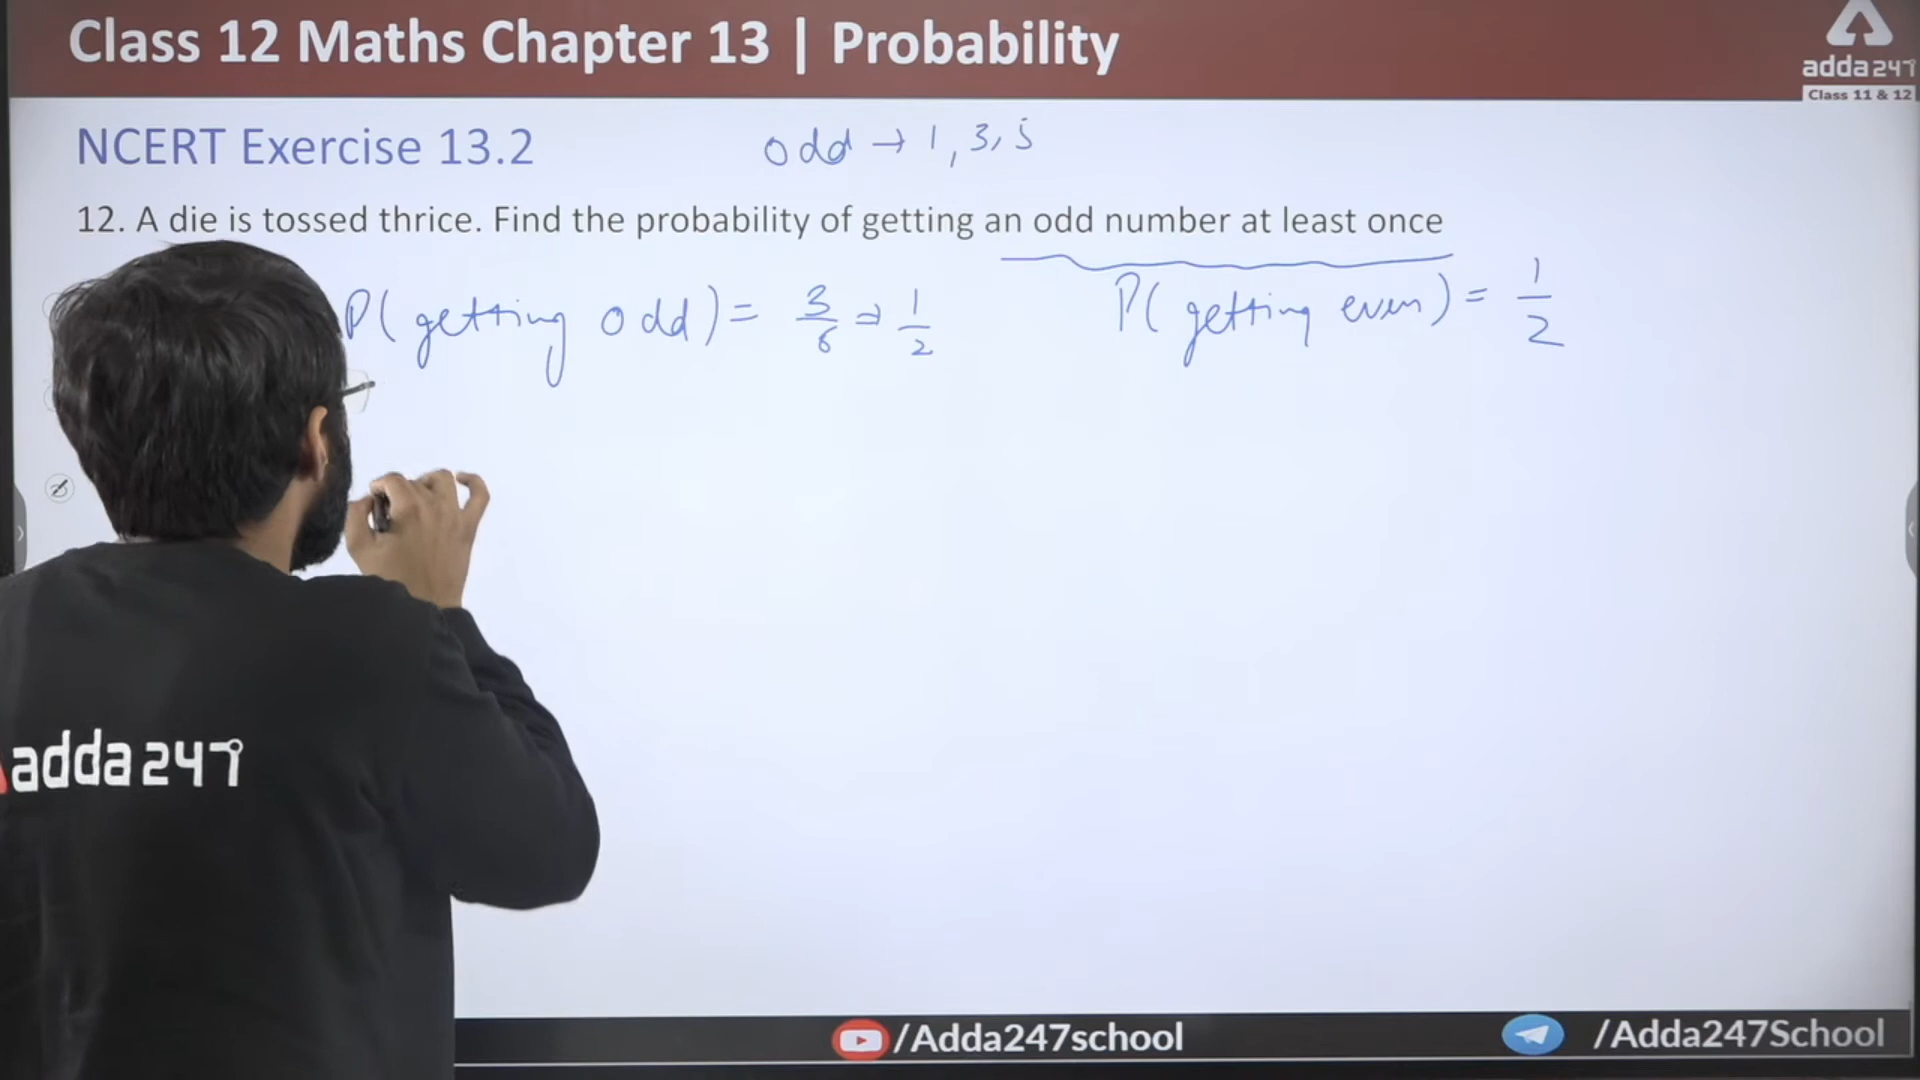 Class 12 Maths Chapter 13 | Probability
adda247
Class 11 & 12
NCERT Exercise 13.2
odd → 1, 3, 5
12. A die is tossed thrice. Find the probability of getting an odd number at least once
P(getting odd) = 3/6 ⇒ 1/2
P(getting even) = 1/2
adda247
/Adda247school
/Adda247School